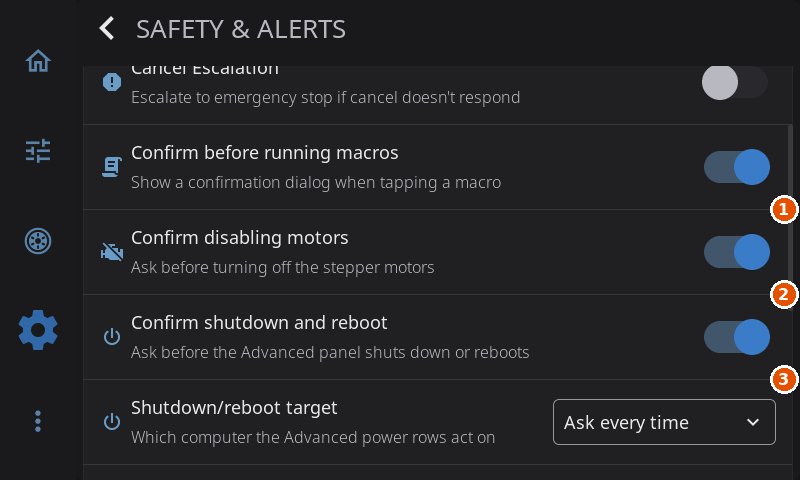 SAFETY & ALERTS
Cancel Escalation
Escalate to emergency stop if cancel doesn't respond
Confirm before running macros
Show a confirmation dialog when tapping a macro
1
Confirm disabling motors
Ask before turning off the stepper motors
2
Confirm shutdown and reboot
Ask before the Advanced panel shuts down or reboots
3
Shutdown/reboot target
Ask every time
Which computer the Advanced power rows act on